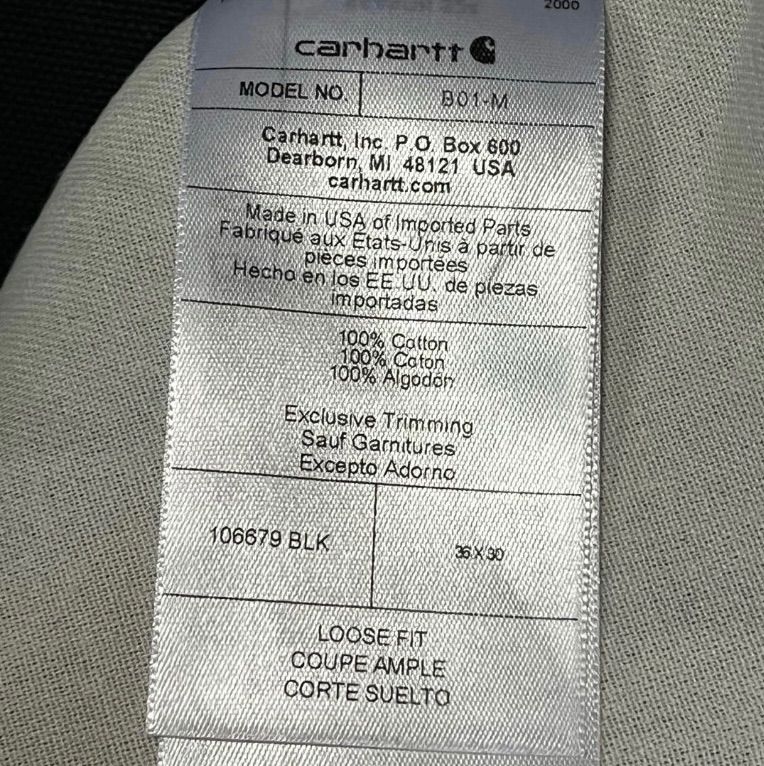 2000
carhartt
MODEL NO. B01-M
Carhartt, Inc. P.O. Box 600
Dearborn, MI 48121 USA
carhartt.com
Made in USA of Imported Parts
Fabriqué aux États-Unis à partir de
pièces importées
Hecho en los EE.UU. de piezas
importadas
100% Cotton
100% Coton
100% Algodón
Exclusive Trimming
Sauf Garnitures
Excepto Adorno
106679 BLK 36 X 30
LOOSE FIT
COUPE AMPLE
CORTE SUELTO